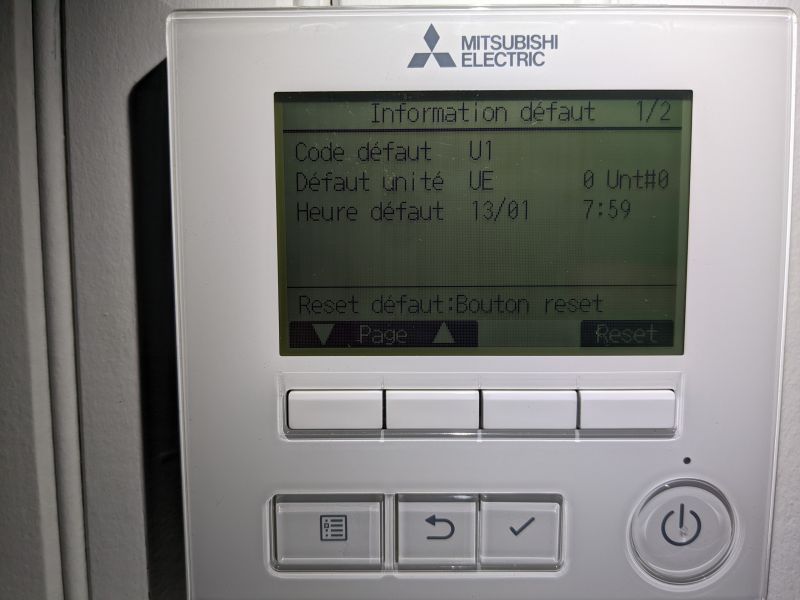 MITSUBISHI
ELECTRIC
Information défaut 1/2
Code défaut U1
Défaut unité UE 0 Unt#0
Heure défaut 13/01 7:59
Reset défaut:Bouton reset
▼ Page ▲ Reset